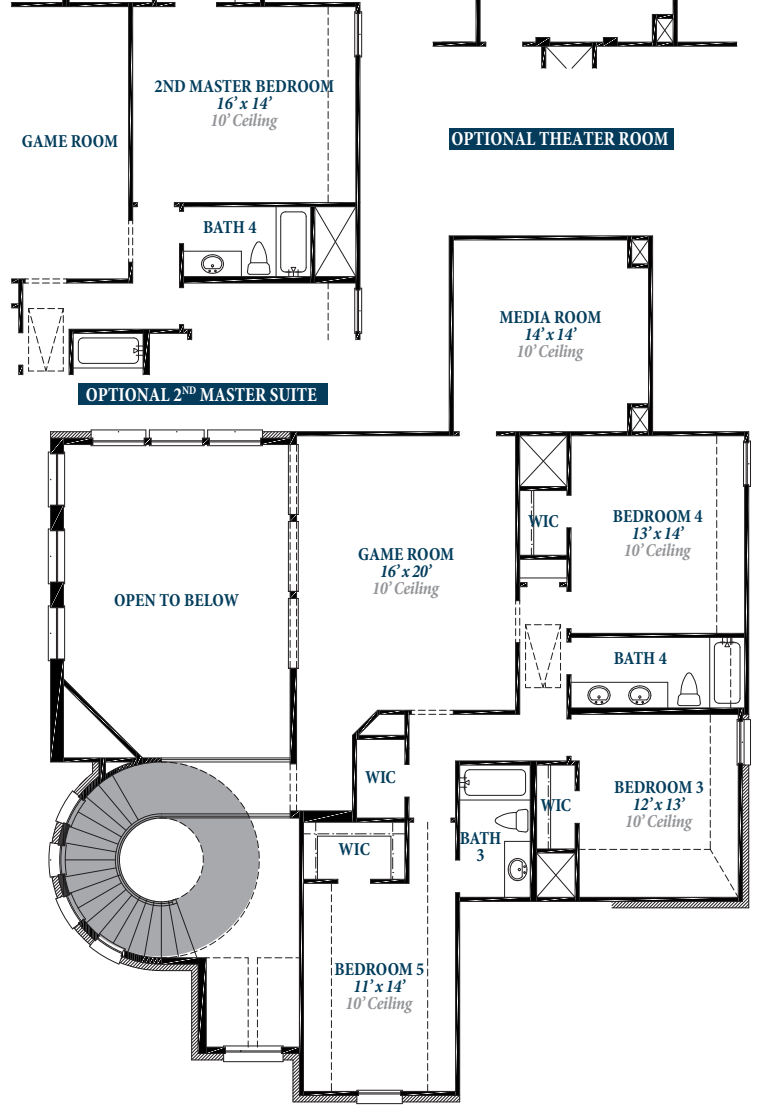 2ND MASTER BEDROOM
16' x 14'
10' Ceiling
GAME ROOM
BATH 4
OPTIONAL 2ND MASTER SUITE
OPTIONAL THEATER ROOM
MEDIA ROOM
14' x 14'
10' Ceiling
WIC
BEDROOM 4
13' x 14'
10' Ceiling
GAME ROOM
16' x 20'
10' Ceiling
OPEN TO BELOW
BATH 4
WIC
BEDROOM 3
12' x 13'
10' Ceiling
WIC
BATH
3
WIC
BEDROOM 5
11' x 14'
10' Ceiling